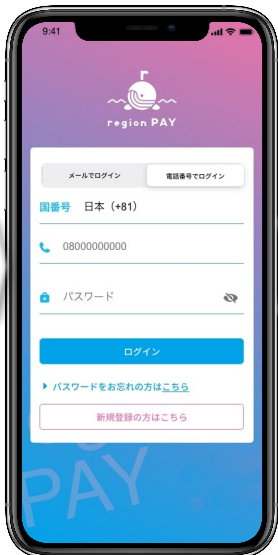 9:41
region PAY
メールでログイン
電話番号でログイン
国番号 日本 (+81)
08000000000
パスワード
ログイン
パスワードをお忘れの方はこちら
新規登録の方はこちら
PAY